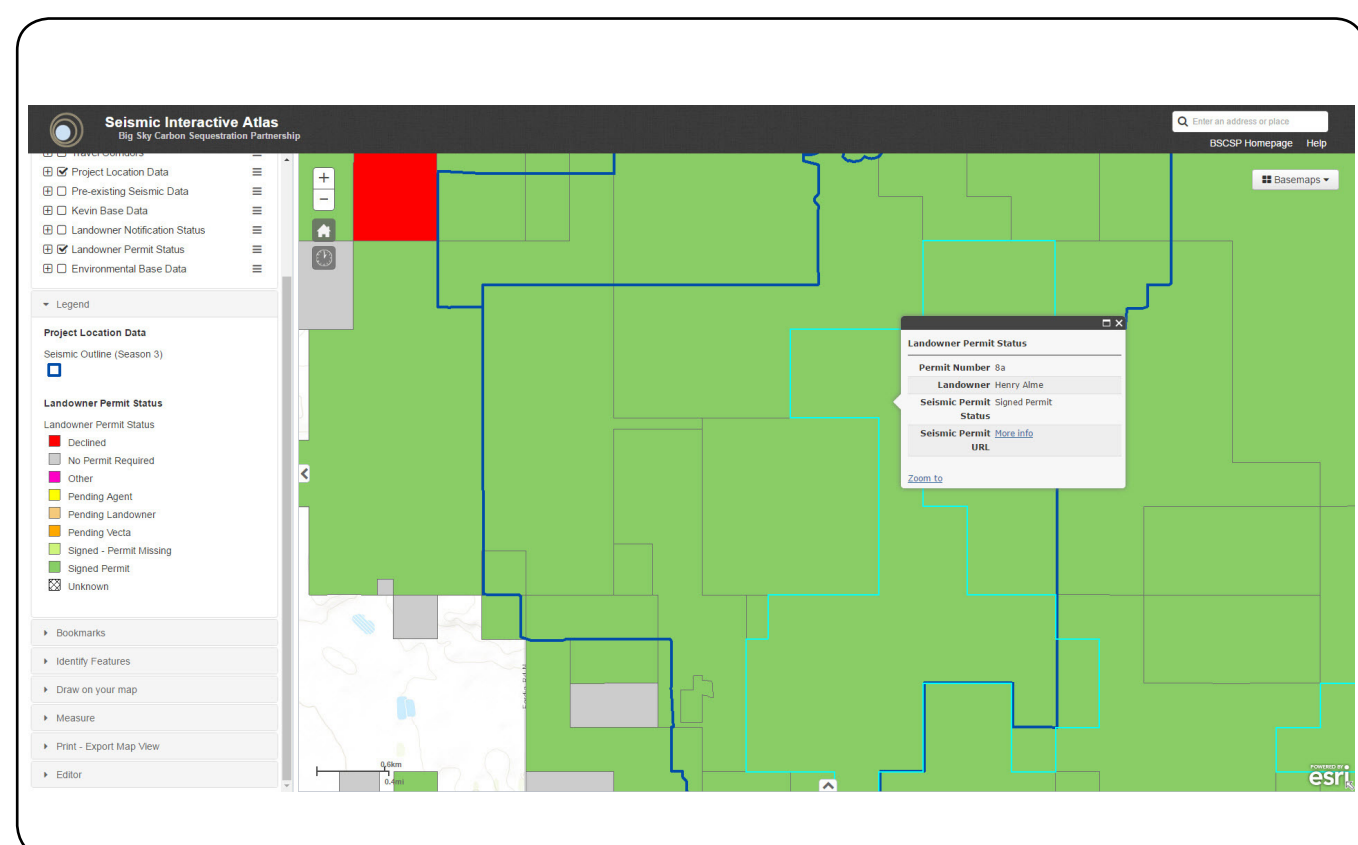 Seismic Interactive Atlas
Big Sky Carbon Sequestration Partnership
Enter an address or place
BSCSP Homepage Help
Travel Corridors
Project Location Data
Pre-existing Seismic Data
Kevin Base Data
Landowner Notification Status
Landowner Permit Status
Environmental Base Data
Legend
Project Location Data
Seismic Outline (Season 3)
Landowner Permit Status
Landowner Permit Status
Declined
No Permit Required
Other
Pending Agent
Pending Landowner
Pending Vecta
Signed - Permit Missing
Signed Permit
Unknown
Bookmarks
Identify Features
Draw on your map
Measure
Print - Export Map View
Editor
+
−
Basemaps
Landowner Permit Status
Permit Number 8a
Landowner Henry Alme
Seismic Permit Signed Permit
Status
Seismic Permit More info
URL
Zoom to
0.6km
0.4mi
POWERED BY
esri